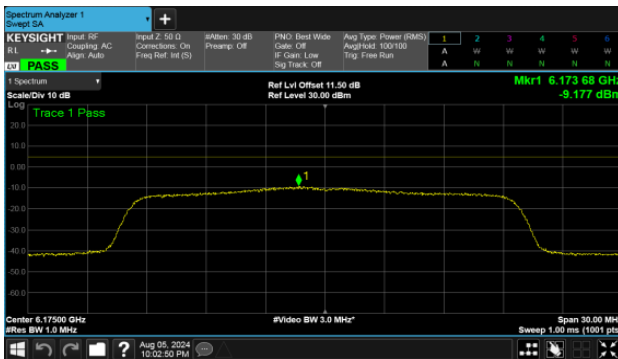 Spectrum Analyzer 1
Swept SA
KEYSIGHT
RL
LXI PASS
Input: RF
Coupling: AC
Align: Auto
Input Z: 50 Ω
Corrections: On
Freq Ref: Int (S)
#Atten: 30 dB
Preamp: Off
PNO: Best Wide
Gate: Off
IF Gain: Low
Sig Track: Off
Avg Type: Power (RMS)
Avg|Hold: 100/100
Trig: Free Run
1 2 3 4 5 6
A W W W W W
A N N N N N
1 Spectrum
Scale/Div 10 dB
Ref Lvl Offset 11.50 dB
Ref Level 30.00 dBm
Mkr1 6.173 68 GHz
-9.177 dBm
Log
Trace 1 Pass
20.0
10.0
0.00
-10.0
1
-20.0
-30.0
-40.0
-50.0
-60.0
Center 6.17500 GHz
#Res BW 1.0 MHz
#Video BW 3.0 MHz*
Span 30.00 MH
Sweep 1.00 ms (1001 pts
Aug 05, 2024
10:02:50 PM